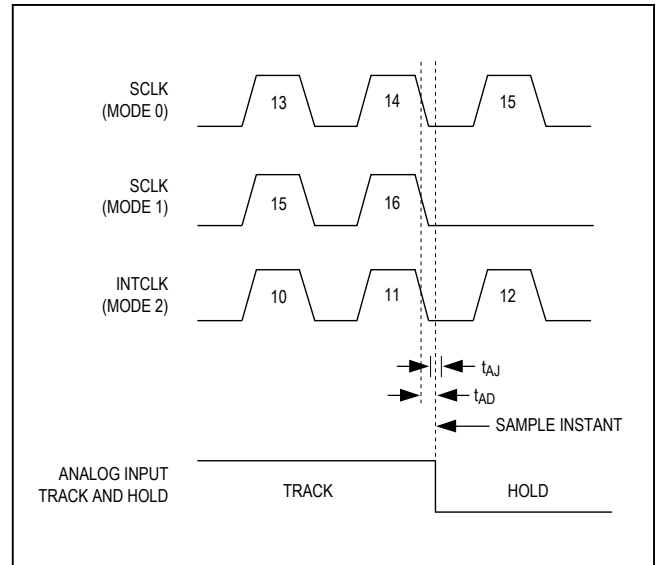 SCLK
(MODE 0)
13
14
15
SCLK
(MODE 1)
15
16
INTCLK
(MODE 2)
10
11
12
tAJ
tAD
SAMPLE INSTANT
ANALOG INPUT
TRACK AND HOLD
TRACK
HOLD